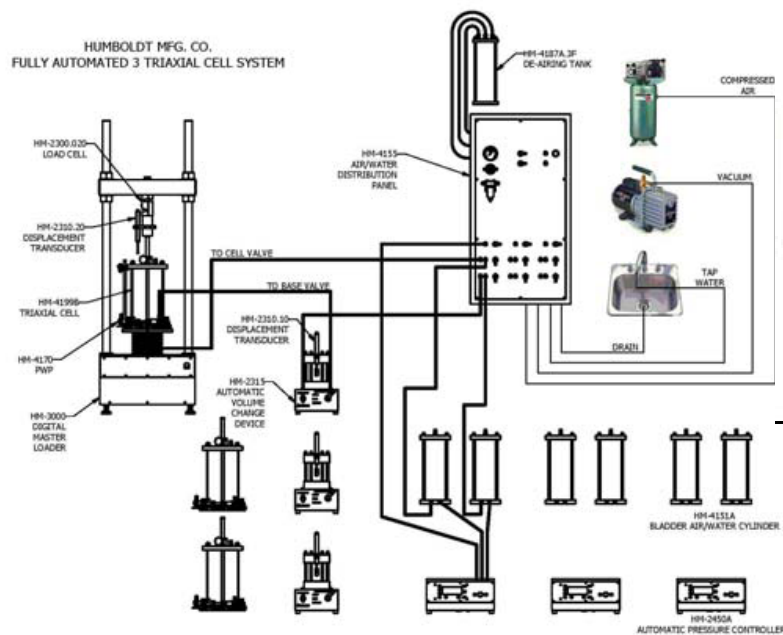 HUMBOLDT MFG. CO.
FULLY AUTOMATED 3 TRIAXIAL CELL SYSTEM
HM-4187A.3F
DE-AIRING TANK
COMPRESSED
AIR
HM-2300.020
LOAD CELL
HM-4155
AIR/WATER
DISTRIBUTION
PANEL
VACUUM
HM-2310.20
DISPLACEMENT
TRANSDUCER
TO CELL VALVE
TAP
WATER
HM-4199B
TRIAXIAL CELL
TO BASE VALVE
HM-2310.10
DISPLACEMENT
TRANSDUCER
DRAIN
HM-4170
PWP
HM-2315
AUTOMATIC
VOLUME
CHANGE
DEVICE
HM-3000
DIGITAL
MASTER
LOADER
HM-4151A
BLADDER AIR/WATER CYLINDER
HM-2450A
AUTOMATIC PRESSURE CONTROLLER